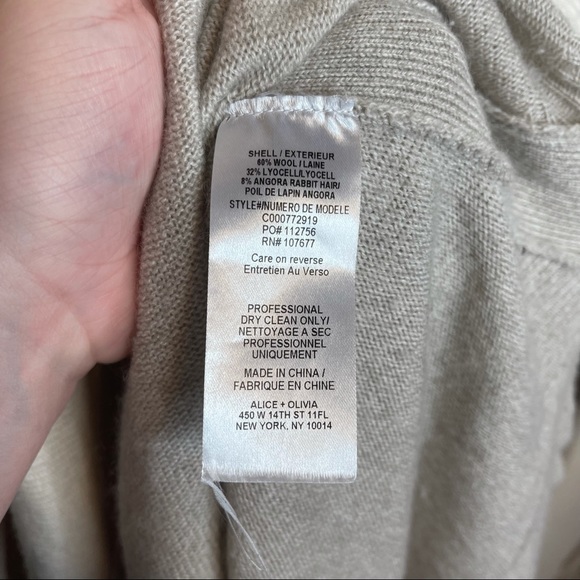 SHELL / EXTERIEUR
60% WOOL / LAINE
32% LYOCELL/LYOCELL
8% ANGORA RABBIT HAIR/
POIL DE LAPIN ANGORA
STYLE#/NUMERO DE MODELE
C000772919
PO# 112756
RN# 107677
Care on reverse
Entretien Au Verso
PROFESSIONAL
DRY CLEAN ONLY/
NETTOYAGE A SEC
PROFESSIONNEL
UNIQUEMENT
MADE IN CHINA /
FABRIQUE EN CHINE
ALICE + OLIVIA
450 W 14TH ST 11FL
NEW YORK, NY 10014